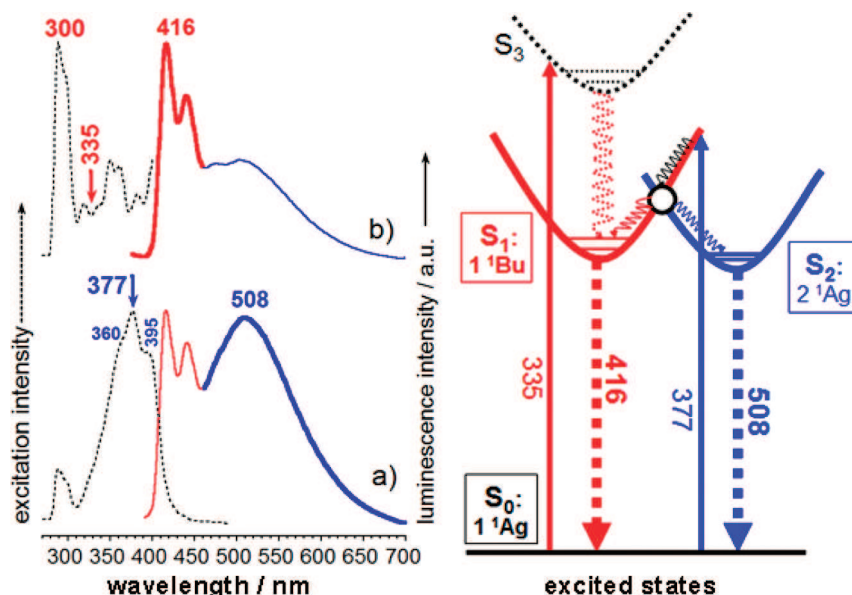 300
416
335
b)
377
360
395
508
a)
excitation intensity
luminescence intensity / a.u.
300 350 400 450 500 550 600 650 700
wavelength / nm
S3
S1:
1 ¹Bu
S2:
2 ¹Ag
335
416
377
508
S0:
1 ¹Ag
excited states